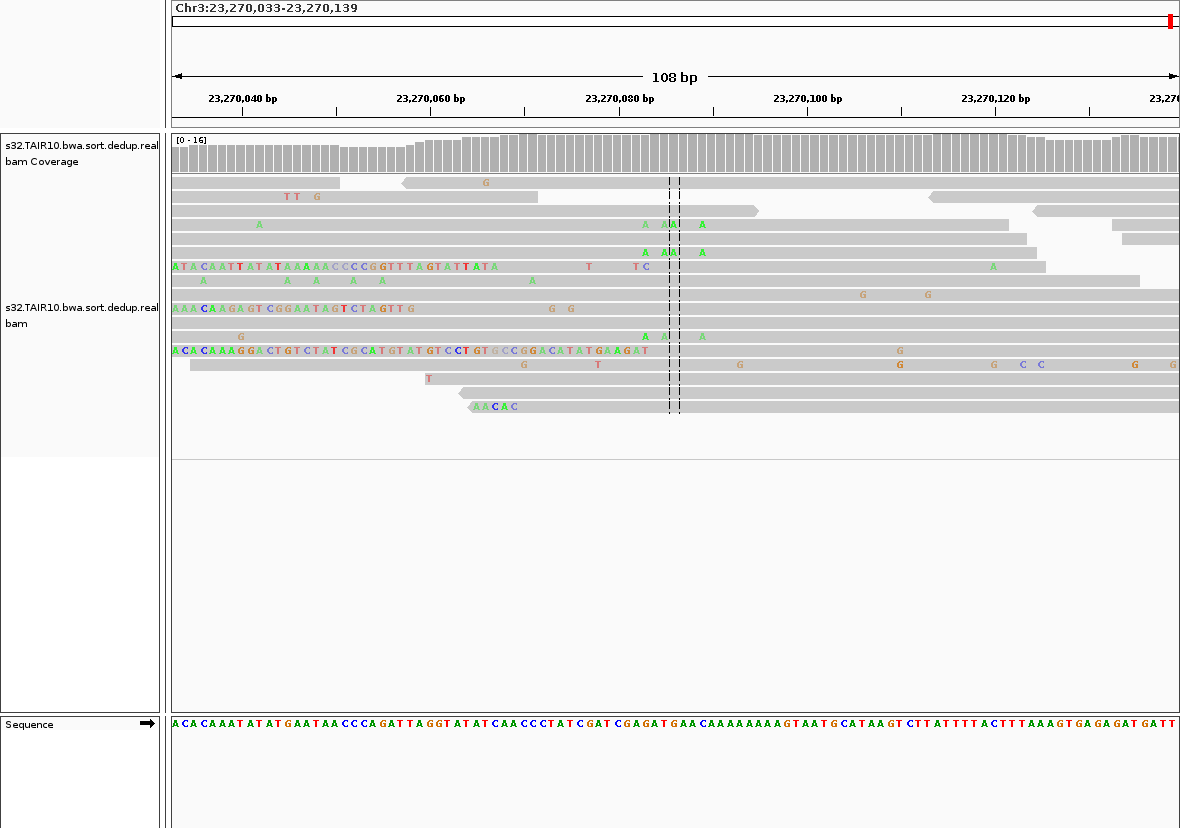 Chr3:23,270,033-23,270,139
108 bp
23,270,040 bp 23,270,060 bp 23,270,080 bp 23,270,100 bp 23,270,120 bp 23,270
s32.TAIR10.bwa.sort.dedup.real
bam Coverage
[0 - 16]
G
T T G
A A A A A
A A A A
ATACAATTATATAAAAACCCCGGTTTAGTATTATA T T C A
A A A A A A
G G
s32.TAIR10.bwa.sort.dedup.real
bam
AAACAAGAGTCGGAATAGTCTAGTTG G G
G A A A
ACACAAAGGACTGTCTATCGCATGTATGTCCTGTGCCGGACATATGAAGAT G
G T G G G C C G G
T
AACAC
Sequence
ACACAAATATATGAATAACCCAGATTAGGTATATCAACCCTATCGATCGAGATGAACAAAAAAAAGTAATGCATAAGTCTTATTTTACTTTAAAGTGAGAGATGATT